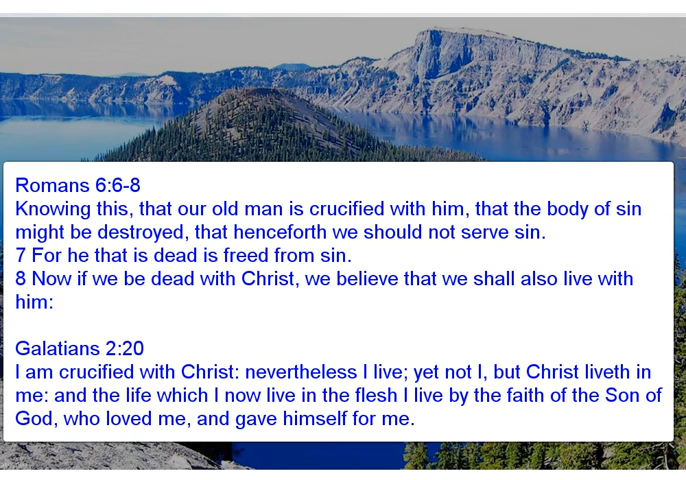 Romans 6:6-8
Knowing this, that our old man is crucified with him, that the body of sin
might be destroyed, that henceforth we should not serve sin.
7 For he that is dead is freed from sin.
8 Now if we be dead with Christ, we believe that we shall also live with
him:
Galatians 2:20
I am crucified with Christ: nevertheless I live; yet not I, but Christ liveth in
me: and the life which I now live in the flesh I live by the faith of the Son of
God, who loved me, and gave himself for me.